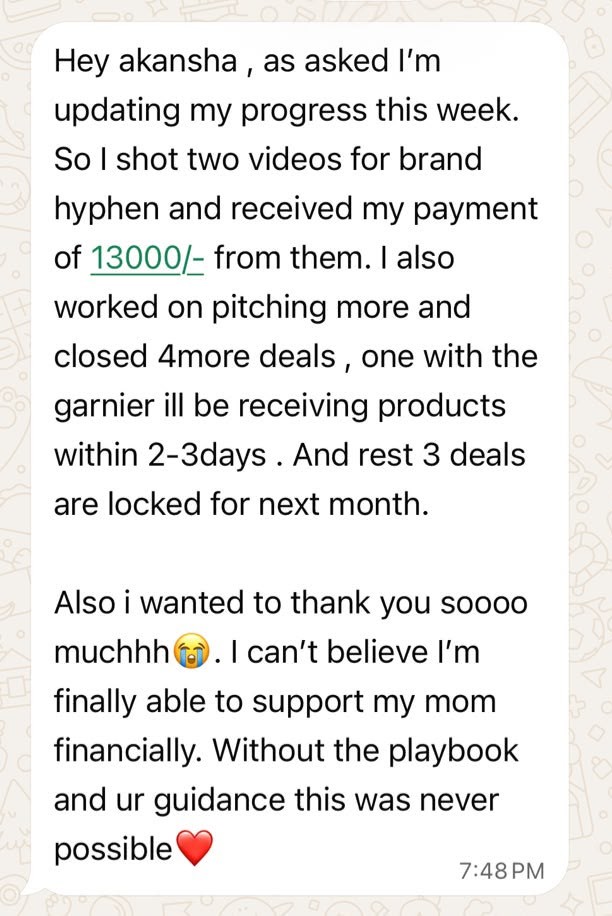 Hey akansha , as asked I’m
updating my progress this week.
So I shot two videos for brand
hyphen and received my payment
of 13000/- from them. I also
worked on pitching more and
closed 4more deals , one with the
garnier ill be receiving products
within 2-3days . And rest 3 deals
are locked for next month.
Also i wanted to thank you soooo
muchhh😭. I can’t believe I’m
finally able to support my mom
financially. Without the playbook
and ur guidance this was never
possible❤️
7:48 PM